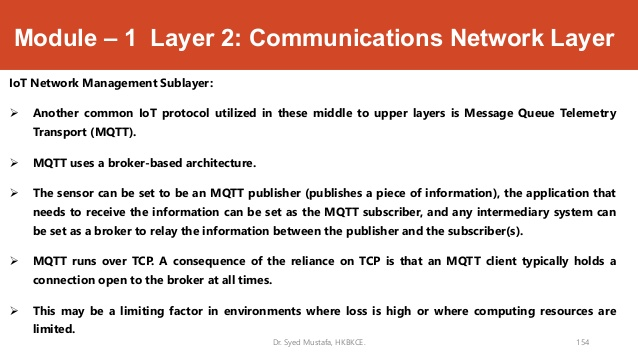 Module – 1 Layer 2: Communications Network Layer
IoT Network Management Sublayer:
➢ Another common IoT protocol utilized in these middle to upper layers is Message Queue Telemetry
Transport (MQTT).
➢ MQTT uses a broker-based architecture.
➢ The sensor can be set to be an MQTT publisher (publishes a piece of information), the application that
needs to receive the information can be set as the MQTT subscriber, and any intermediary system can
be set as a broker to relay the information between the publisher and the subscriber(s).
➢ MQTT runs over TCP. A consequence of the reliance on TCP is that an MQTT client typically holds a
connection open to the broker at all times.
➢ This may be a limiting factor in environments where loss is high or where computing resources are
limited.
Dr. Syed Mustafa, HKBKCE. 154